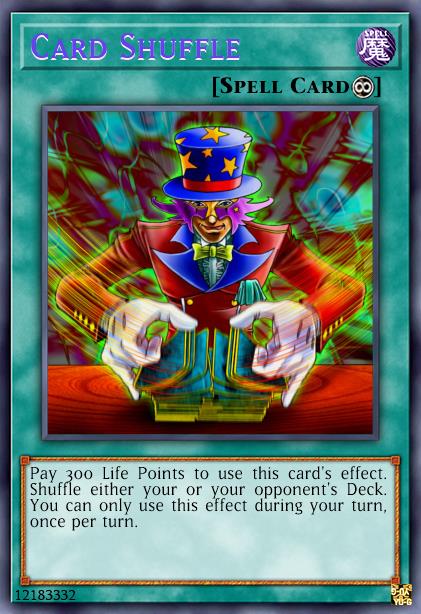 Card Shuffle
SPELL
魔
[Spell Card]
Pay 300 Life Points to use this card's effect.
Shuffle either your or your opponent's Deck.
You can only use this effect during your turn,
once per turn.
12183332